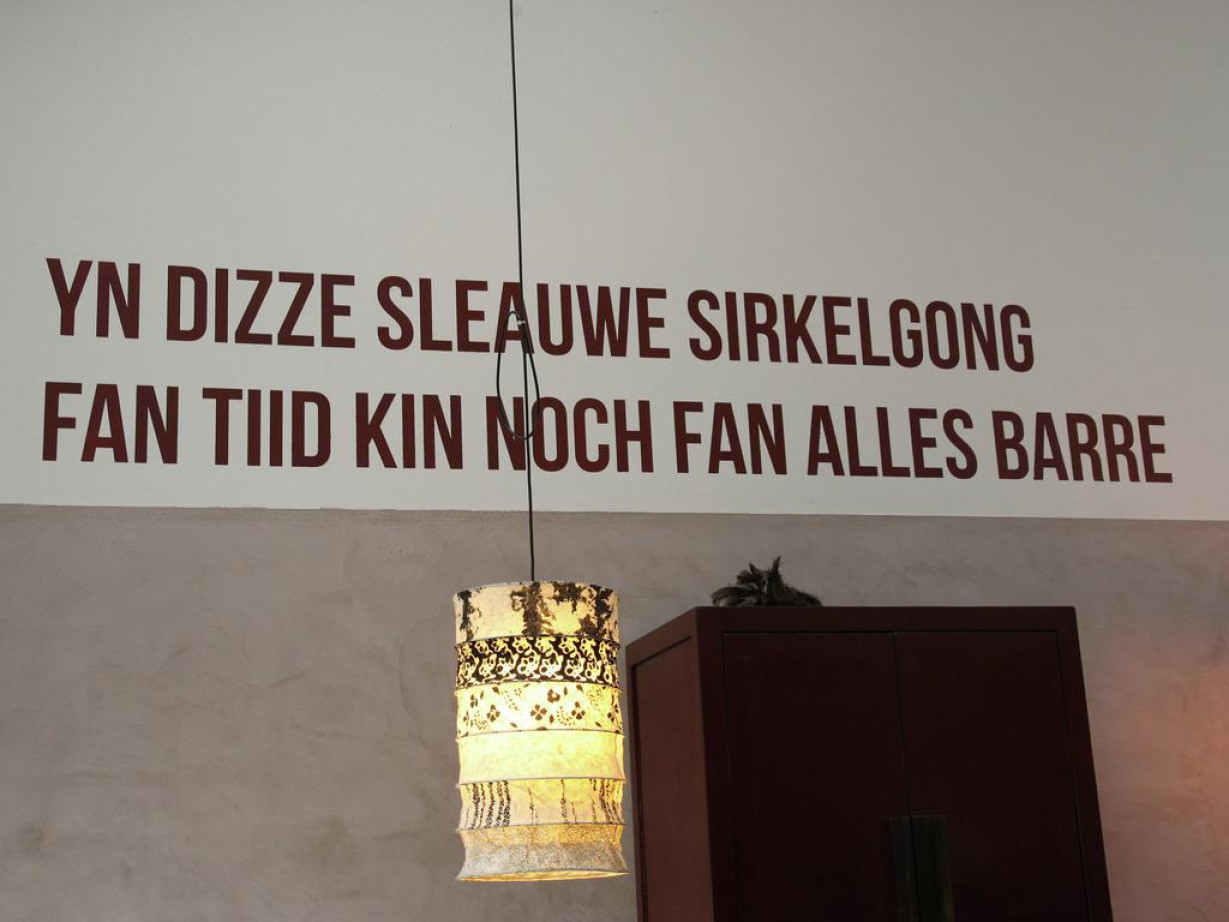 YN DIZZE SLEAUWE SIRKELGONG
FAN TIID KIN NOCH FAN ALLES BARRE